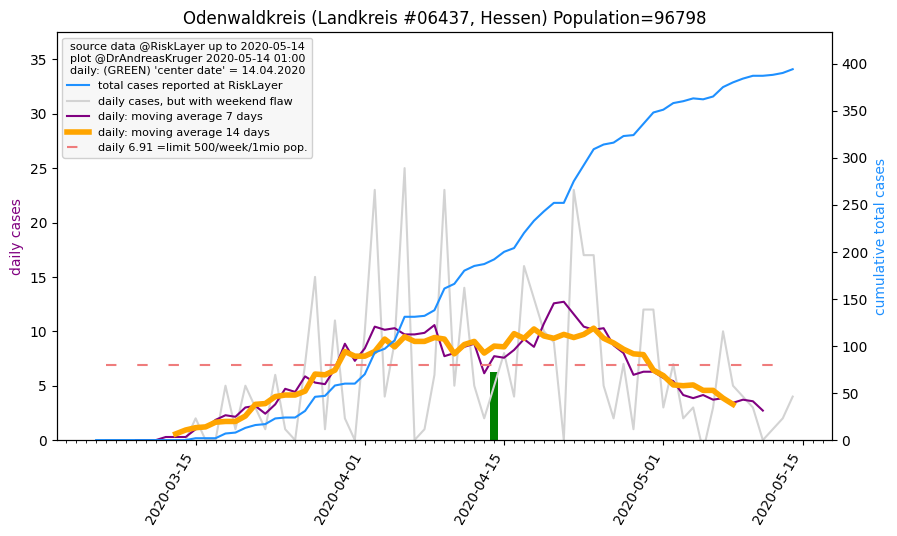 Odenwaldkreis (Landkreis #06437, Hessen) Population=96798
source data @RiskLayer up to 2020-05-14
plot @DrAndreasKruger 2020-05-14 01:00
daily: (GREEN) 'center date' = 14.04.2020
total cases reported at RiskLayer
daily cases, but with weekend flaw
daily: moving average 7 days
daily: moving average 14 days
daily 6.91 =limit 500/week/1mio pop.
daily cases
35
30
25
20
15
10
5
0
cumulative total cases
400
350
300
250
200
150
100
50
0
2020-03-15
2020-04-01
2020-04-15
2020-05-01
2020-05-15